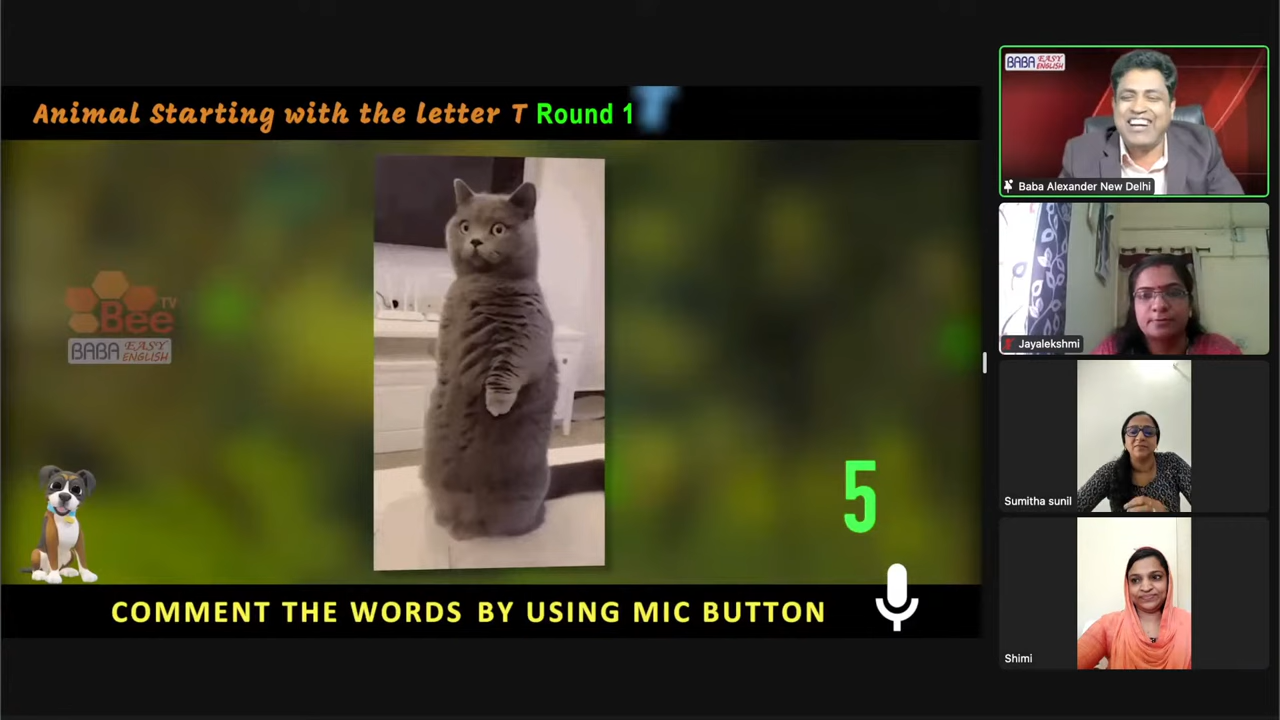 Animal Starting with the letter T Round 1
TV
Bee
BABA EASY
ENGLISH
5
COMMENT THE WORDS BY USING MIC BUTTON
BABA EASY
ENGLISH
Baba Alexander New Delhi
Jayalekshmi
Sumitha sunil
Shimi